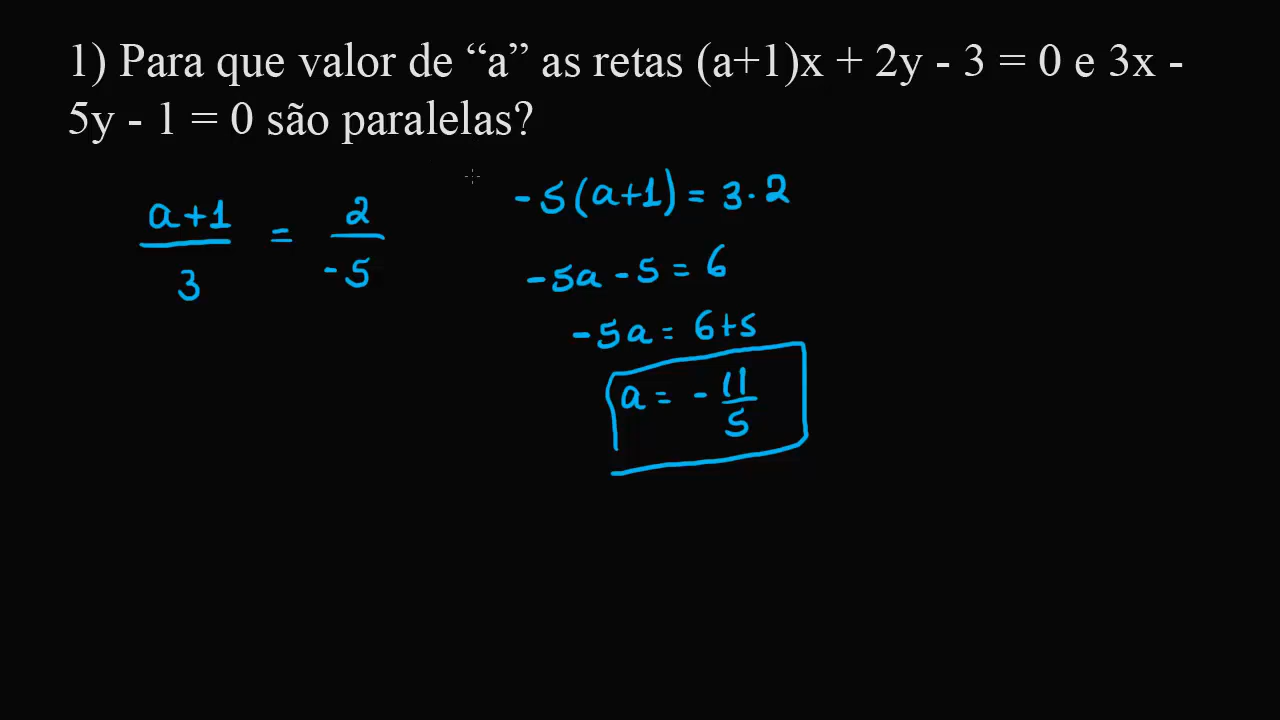 1) Para que valor de “a” as retas (a+1)x + 2y - 3 = 0 e 3x -
5y - 1 = 0 são paralelas?
a+1/3 = 2/-5
-5(a+1) = 3·2
-5a - 5 = 6
-5a = 6+5
a = - 11/5